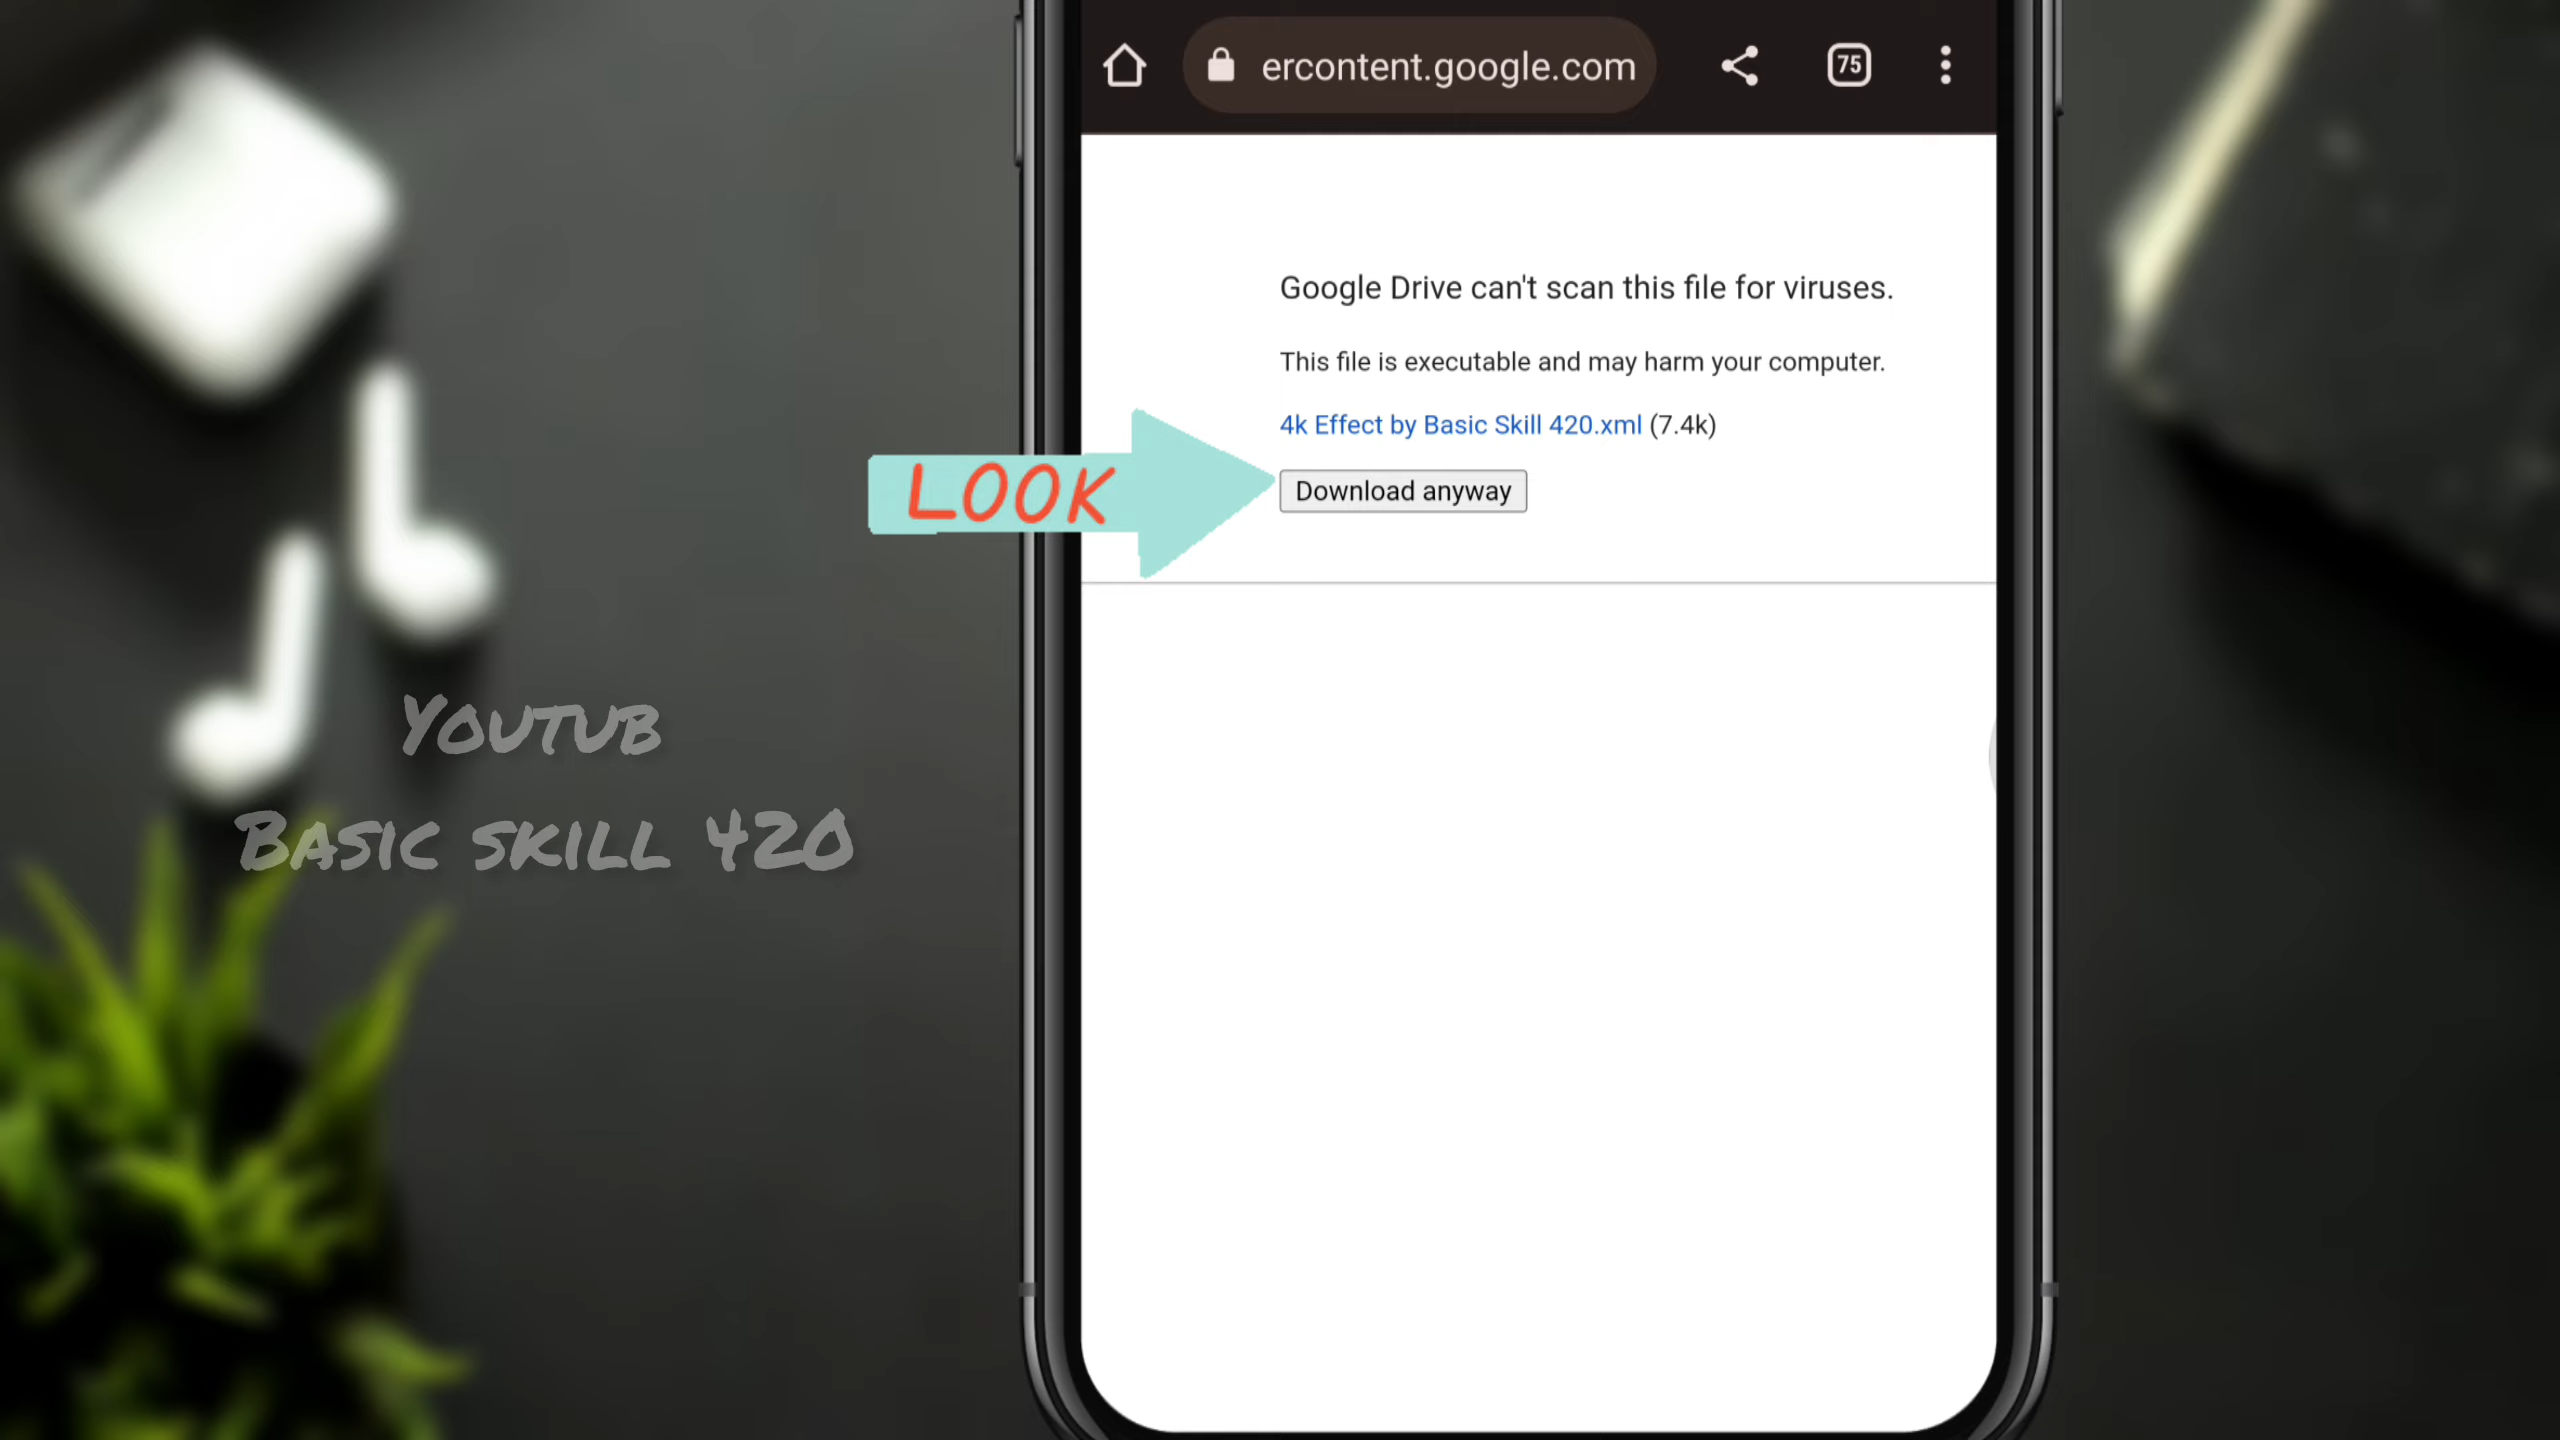 ercontent.google.com
75
Google Drive can't scan this file for viruses.
This file is executable and may harm your computer.
4k Effect by Basic Skill 420.xml (7.4k)
LOOK
Download anyway
YOUTUB
BASIC SKILL 420